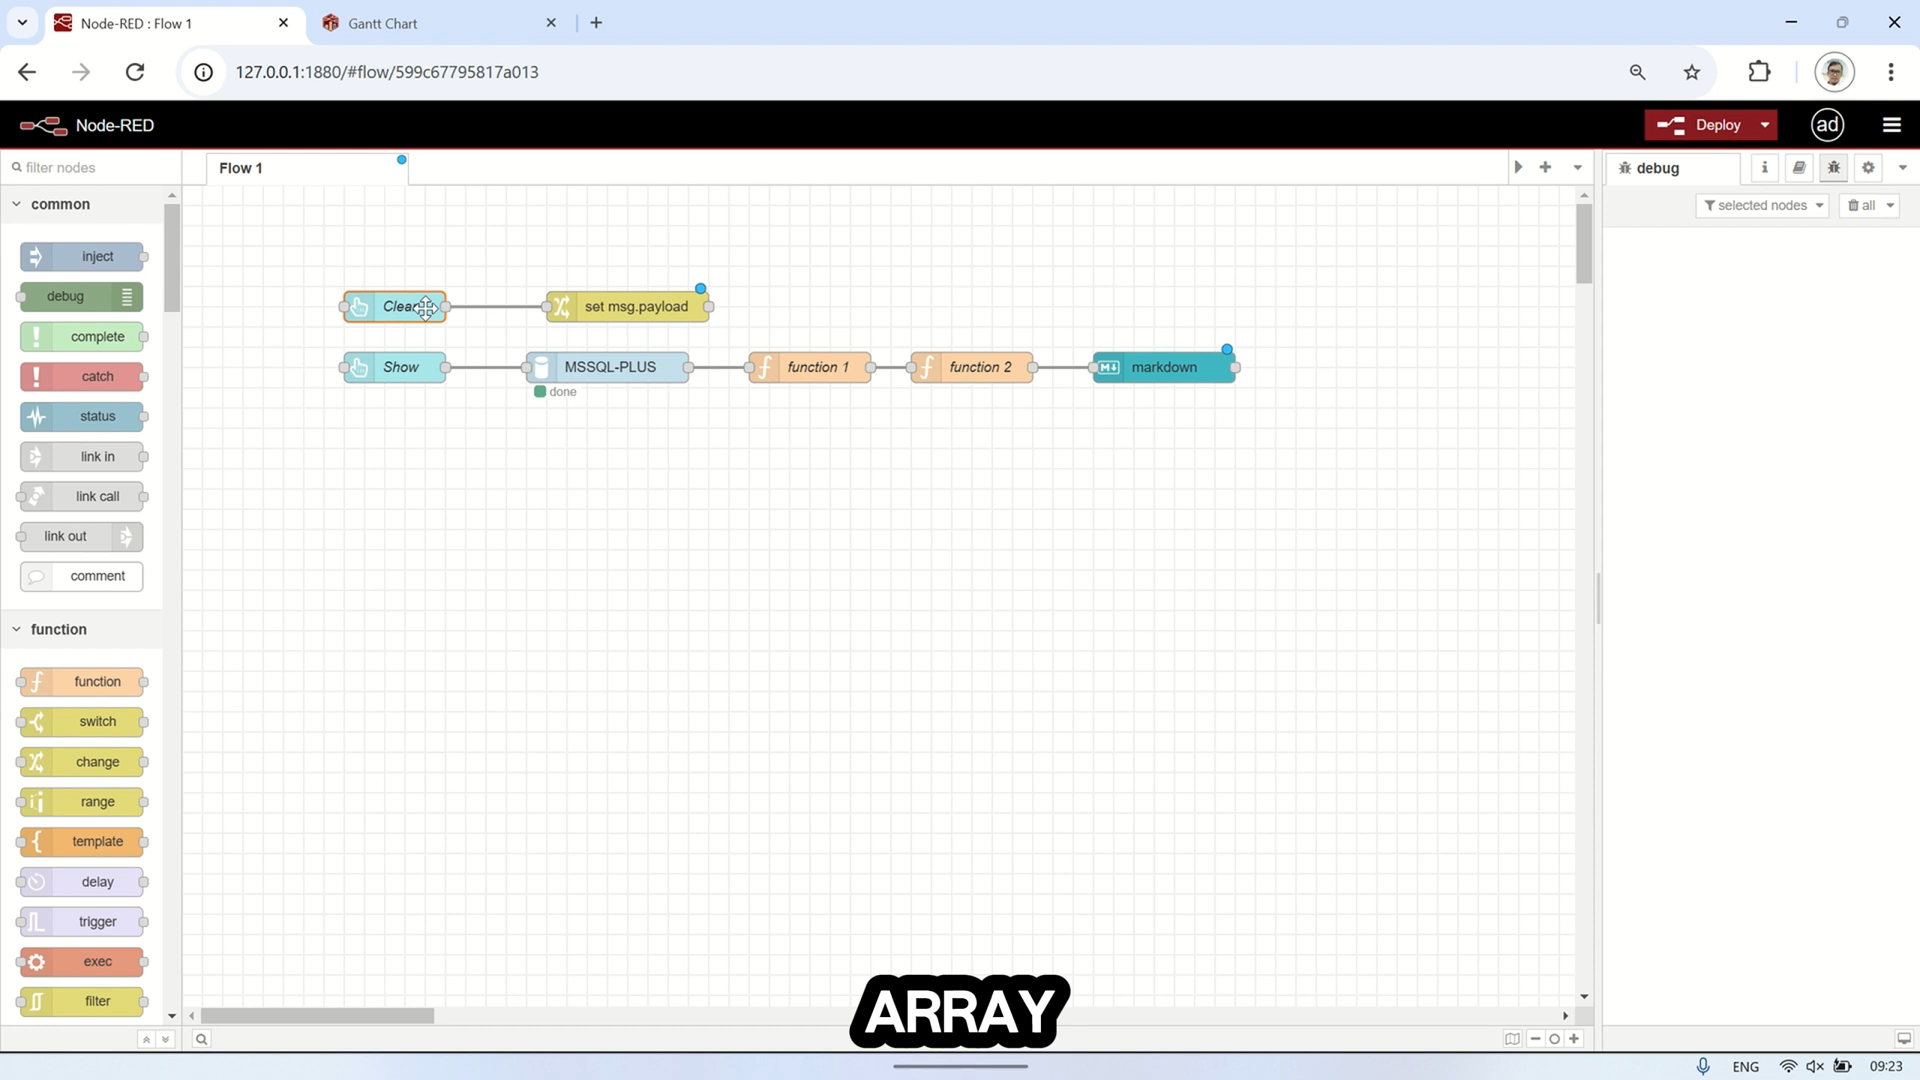 Node-RED : Flow 1
Gantt Chart
127.0.0.1:1880/#flow/599c67795817a013
Node-RED
Deploy
ad
filter nodes
Flow 1
debug
i
common
selected nodes
all
inject
debug
complete
catch
status
link in
link call
link out
comment
Clear
set msg.payload
Show
MSSQL-PLUS
function 1
function 2
markdown
done
function
function
switch
change
range
template
delay
trigger
exec
filter
ARRAY
ENG
09:23